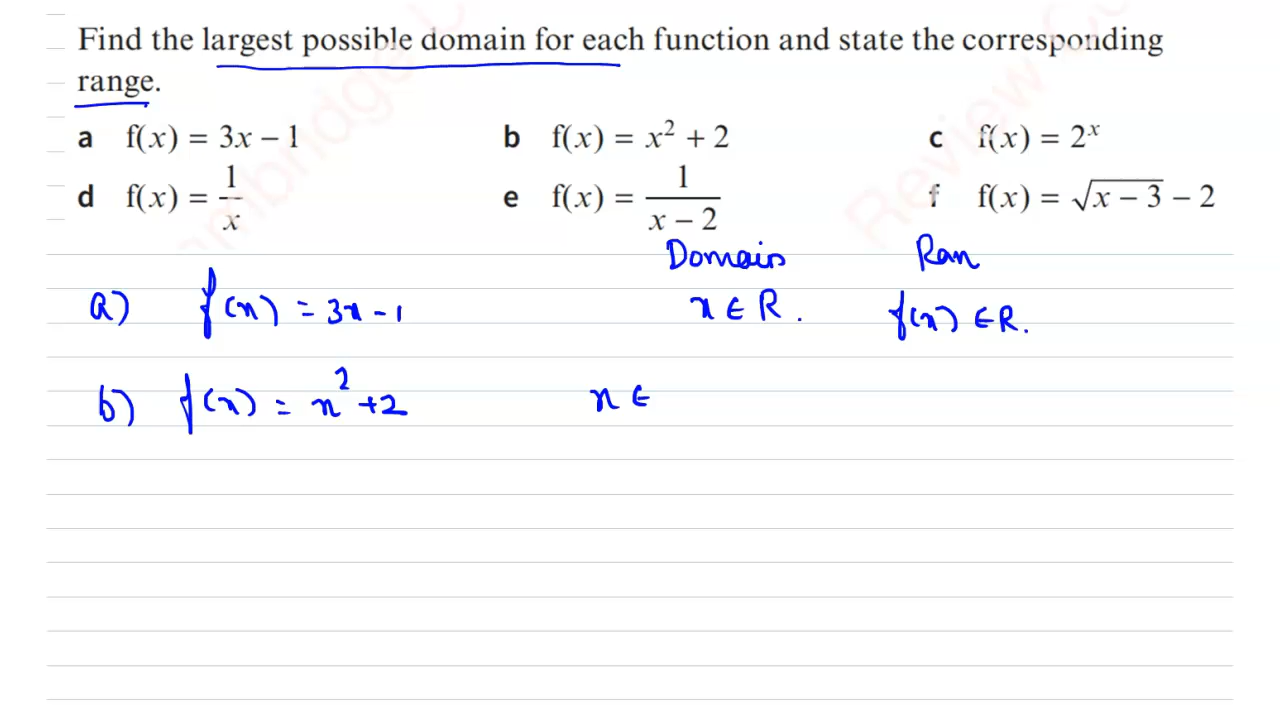 Find the largest possible domain for each function and state the corresponding
range.
a f(x) = 3x − 1 b f(x) = x² + 2 c f(x) = 2ˣ
d f(x) = 1/x e f(x) = 1/(x − 2) f f(x) = √(x − 3) − 2
Domain Ran
a) f(x) = 3x − 1 x ∈ R. f(x) ∈ R.
b) f(x) = x² + 2 x ∈